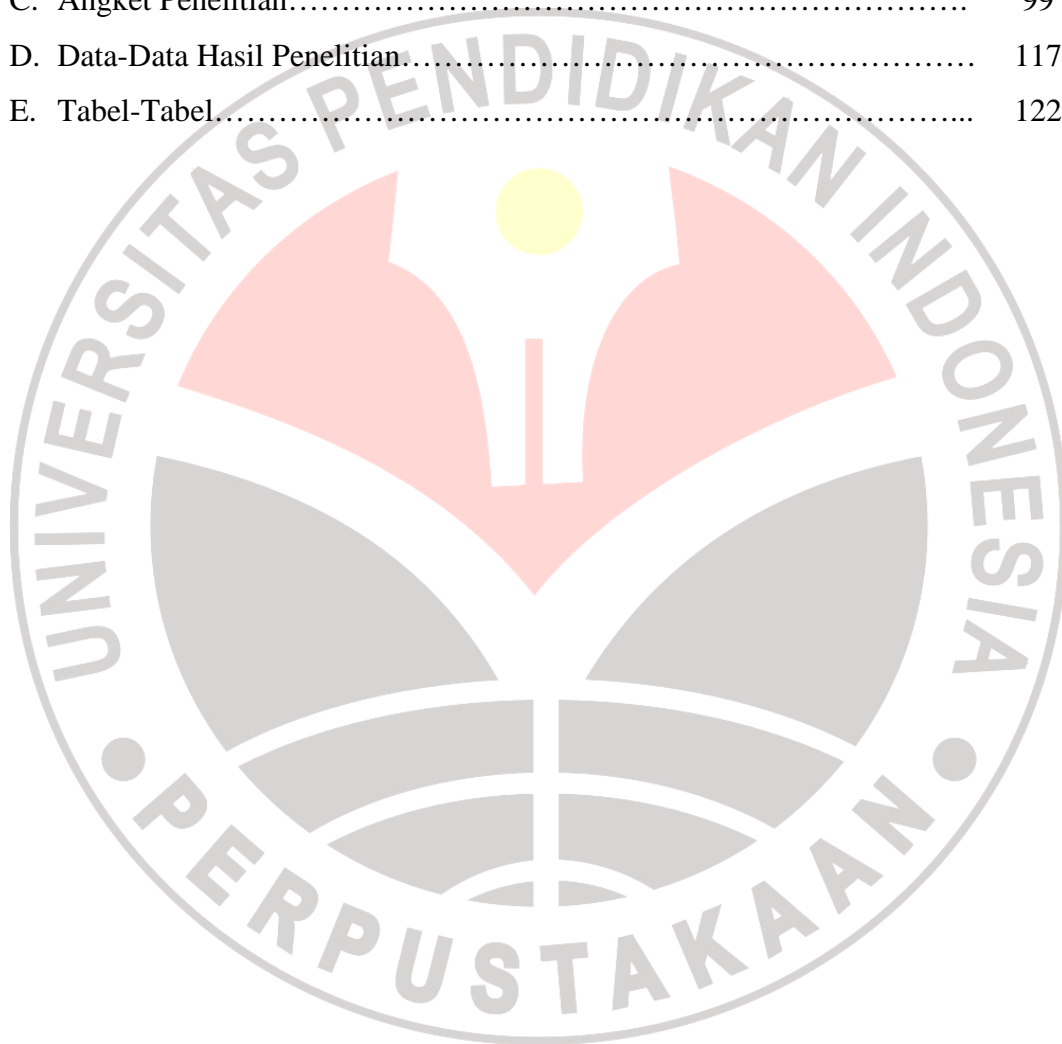 C. Angket Penelitian…………………………………………………………. 99
D. Data-Data Hasil Penelitian………………………………………………… 117
E. Tabel-Tabel………………………………………………………………... 122
UNIVERSITAS PENDIDIKAN INDONESIA
PERPUSTAKAAN